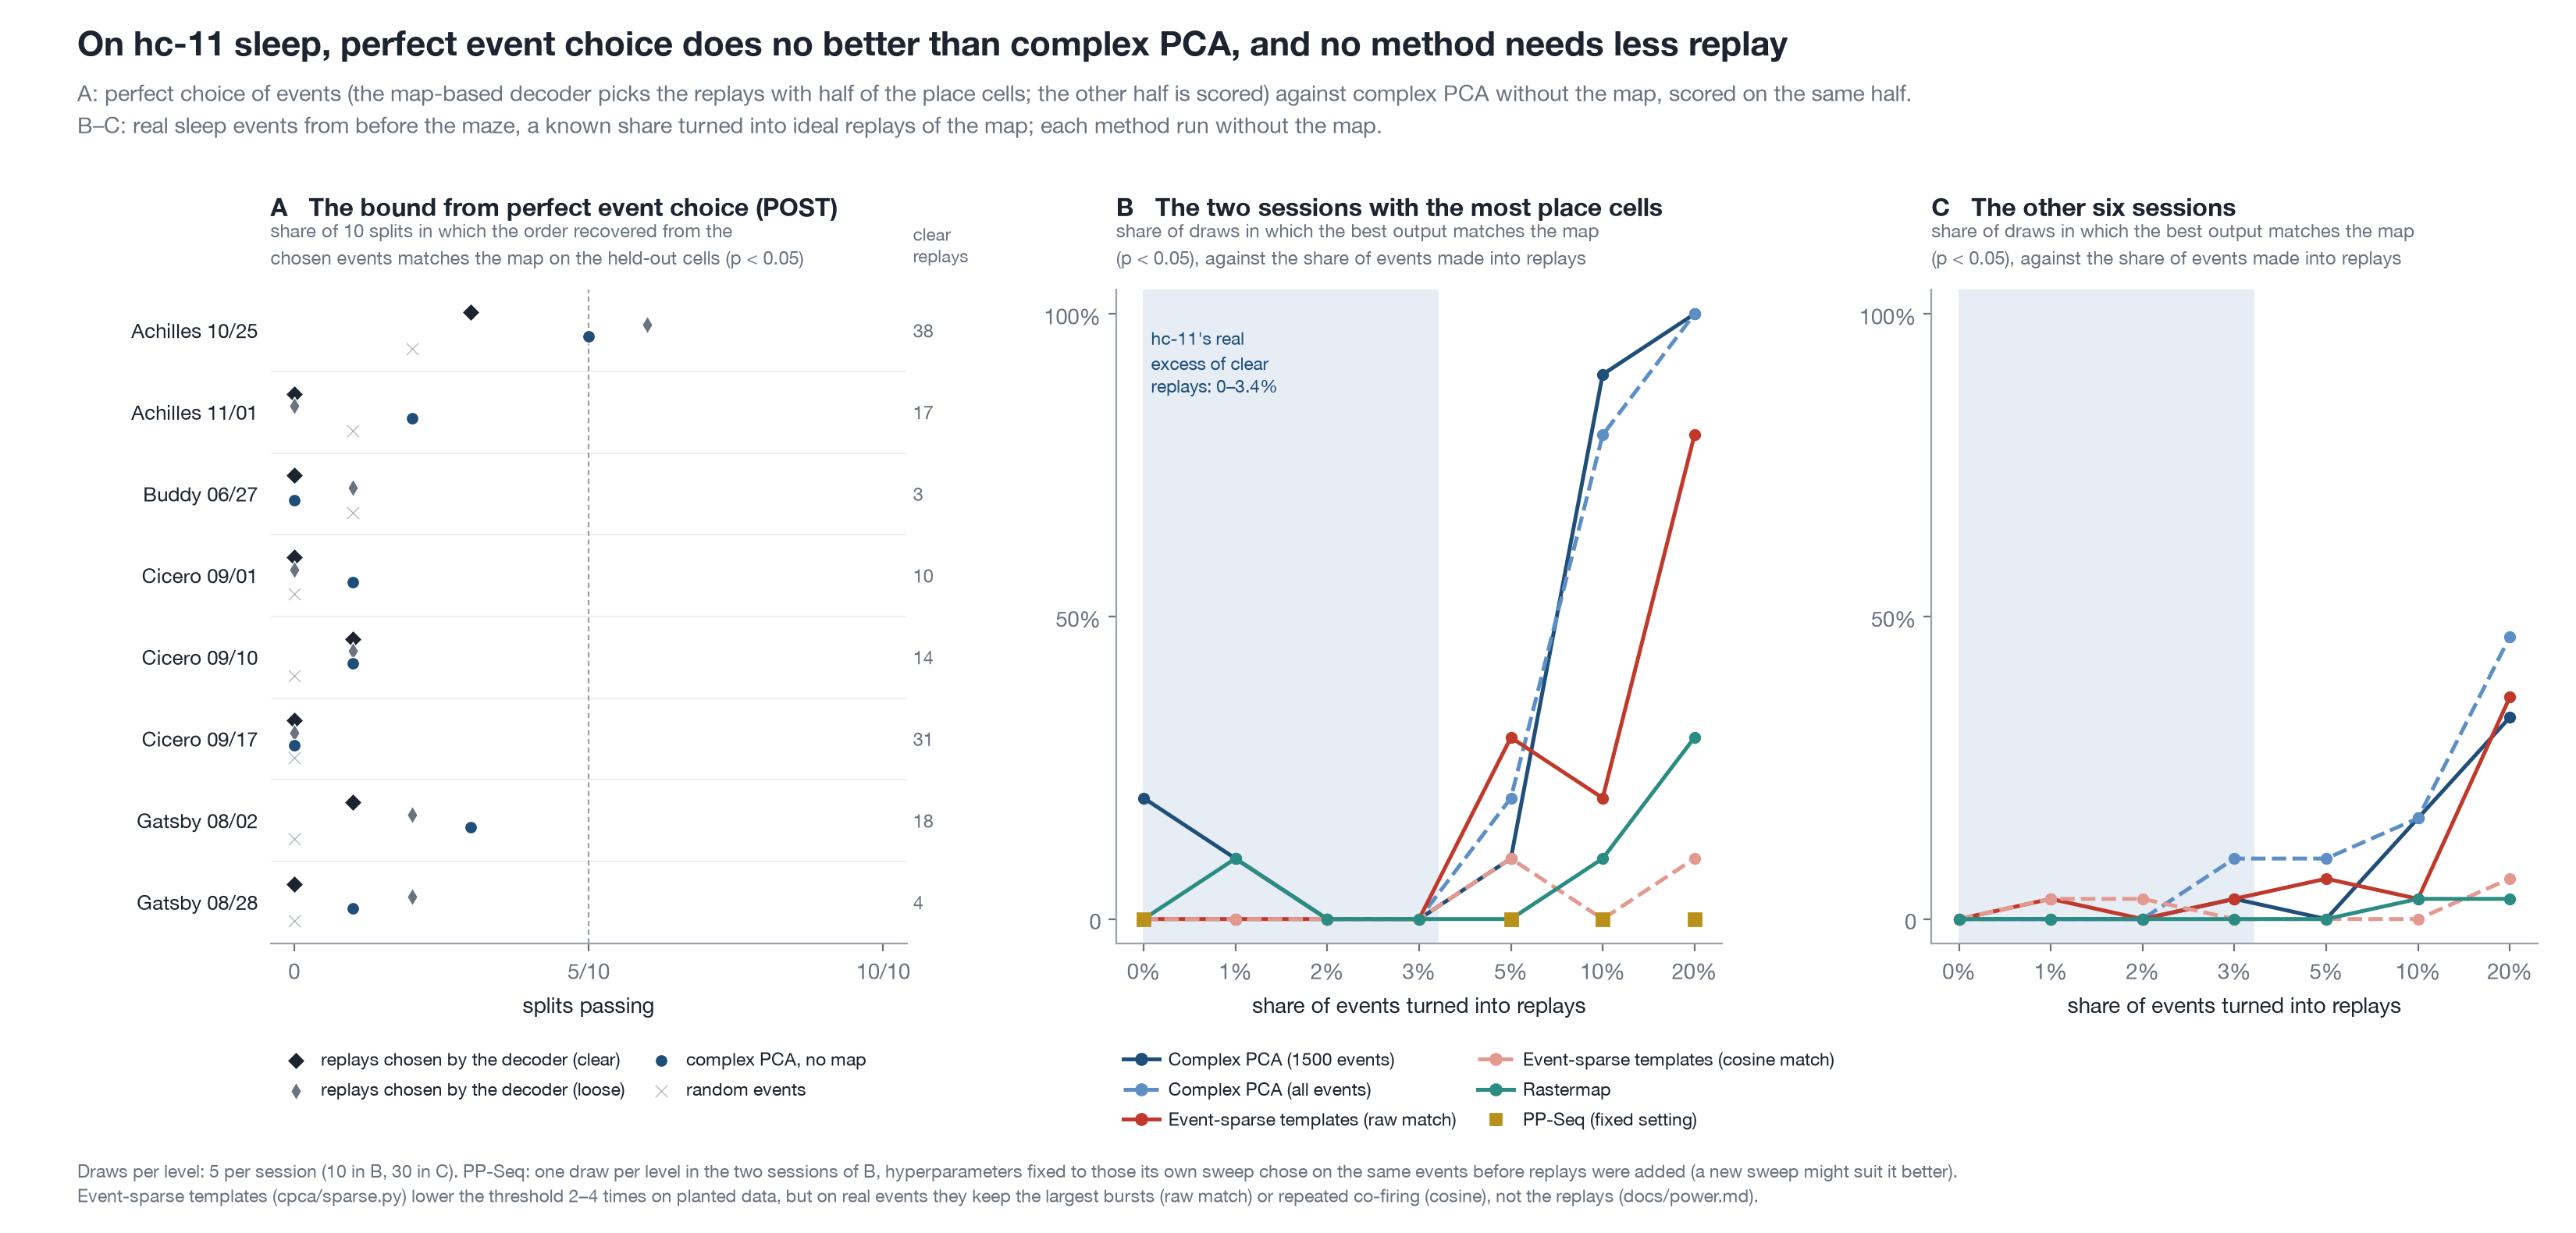 On hc-11 sleep, perfect event choice does no better than complex PCA, and no method needs less replay
A: perfect choice of events (the map-based decoder picks the replays with half of the place cells; the other half is scored) against complex PCA without the map, scored on the same half.
B–C: real sleep events from before the maze, a known share turned into ideal replays of the map; each method run without the map.
A The bound from perfect event choice (POST)
share of 10 splits in which the order recovered from the
chosen events matches the map on the held-out cells (p < 0.05)
clear
replays
Achilles 10/25
38
Achilles 11/01
17
Buddy 06/27
3
Cicero 09/01
10
Cicero 09/10
14
Cicero 09/17
31
Gatsby 08/02
18
Gatsby 08/28
4
0 5/10 10/10
splits passing
replays chosen by the decoder (clear)
replays chosen by the decoder (loose)
complex PCA, no map
random events
B The two sessions with the most place cells
share of draws in which the best output matches the map
(p < 0.05), against the share of events made into replays
100%
50%
0
hc-11's real
excess of clear
replays: 0–3.4%
0% 1% 2% 3% 5% 10% 20%
share of events turned into replays
C The other six sessions
share of draws in which the best output matches the map
(p < 0.05), against the share of events made into replays
100%
50%
0
0% 1% 2% 3% 5% 10% 20%
share of events turned into replays
Complex PCA (1500 events)
Complex PCA (all events)
Event-sparse templates (raw match)
Event-sparse templates (cosine match)
Rastermap
PP-Seq (fixed setting)
Draws per level: 5 per session (10 in B, 30 in C). PP-Seq: one draw per level in the two sessions of B, hyperparameters fixed to those its own sweep chose on the same events before replays were added (a new sweep might suit it better).
Event-sparse templates (cpca/sparse.py) lower the threshold 2–4 times on planted data, but on real events they keep the largest bursts (raw match) or repeated co-firing (cosine), not the replays (docs/power.md).